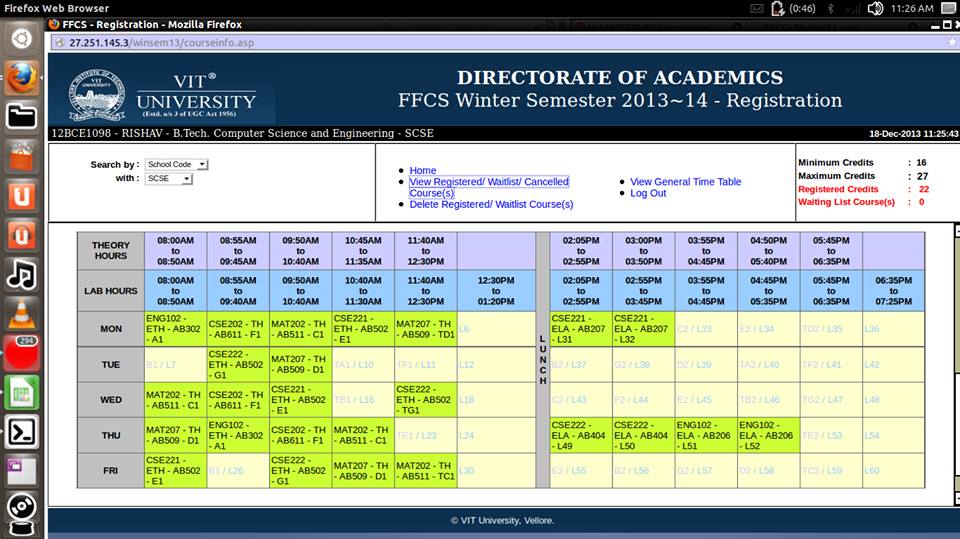 Firefox Web Browser
(0:46)
11:26 AM
FFCS - Registration - Mozilla Firefox
27.251.145.3/winsem13/courseinfo.asp
VIT®
UNIVERSITY
(Estd. u/s 3 of UGC Act 1956)
DIRECTORATE OF ACADEMICS
FFCS Winter Semester 2013~14 - Registration
12BCE1098 - RISHAV - B.Tech. Computer Science and Engineering - SCSE
18-Dec-2013 11:25:43
Search by : School Code
with : SCSE
Home
View Registered/ Waitlist/ Cancelled
Course(s)
Delete Registered/ Waitlist Course(s)
View General Time Table
Log Out
Minimum Credits : 16
Maximum Credits : 27
Registered Credits : 22
Waiting List Course(s) : 0
THEORY HOURS 08:00AM to 08:50AM 08:55AM to 09:45AM 09:50AM to 10:40AM 10:45AM to 11:35AM 11:40AM to 12:30PM LUNCH 02:05PM to 02:55PM 03:00PM to 03:50PM 03:55PM to 04:45PM 04:50PM to 05:40PM 05:45PM to 06:35PM
LAB HOURS 08:00AM to 08:50AM 08:55AM to 09:40AM 09:50AM to 10:40AM 10:40AM to 11:30AM 11:40AM to 12:30PM 12:30PM to 01:20PM 02:05PM to 02:55PM 02:55PM to 03:45PM 03:55PM to 04:45PM 04:45PM to 05:35PM 05:45PM to 06:35PM 06:35PM to 07:25PM
MON ENG102 - ETH - AB302 - A1 CSE202 - TH - AB611 - F1 MAT202 - TH - AB511 - C1 CSE221 - ETH - AB502 - E1 MAT207 - TH - AB509 - TD1 L6 CSE221 - ELA - AB207 - L31 CSE221 - ELA - AB207 - L32 C2 / L33 E2 / L34 TD2 / L35 L36
TUE B1 / L7 CSE222 - ETH - AB502 - G1 MAT207 - TH - AB509 - D1 TA1 / L10 TF1 / L11 L12 B2 / L37 G2 / L38 D2 / L39 TA2 / L40 TF2 / L41 L42
WED MAT202 - TH - AB511 - C1 CSE202 - TH - AB611 - F1 CSE221 - ETH - AB502 - E1 TB1 / L16 CSE222 - ETH - AB502 - TG1 L18 C2 / L43 F2 / L44 E2 / L45 TB2 / L46 TG2 / L47 L48
THU MAT207 - TH - AB509 - D1 ENG102 - ETH - AB302 - A1 CSE202 - TH - AB611 - F1 MAT202 - TH - AB511 - C1 TE1 / L23 L24 CSE222 - ELA - AB404 - L49 CSE222 - ELA - AB404 - L50 ENG102 - ELA - AB206 - L51 ENG102 - ELA - AB206 - L52 TE2 / L53 L54
FRI CSE221 - ETH - AB502 - E1 B1 / L26 CSE222 - ETH - AB502 - G1 MAT207 - TH - AB509 - D1 MAT202 - TH - AB511 - TC1 L30 E2 / L55 B2 / L56 G2 / L57 D2 / L58 TC2 / L59 L60
© VIT University, Vellore.
294